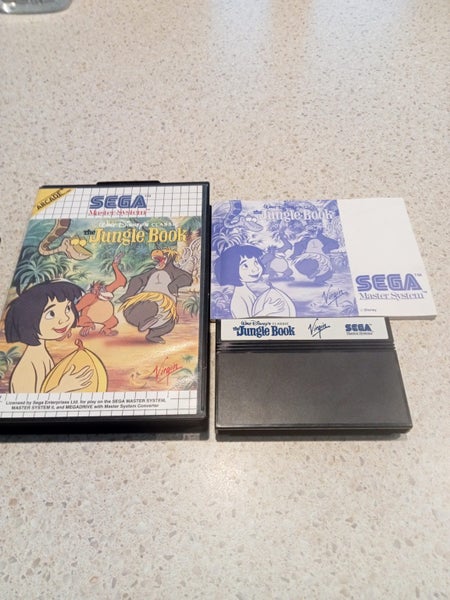 ARCADE
SEGA
Master System
Walt Disney's CLASSIC
the Jungle Book
Virgin
Licensed by Sega Enterprises Ltd. for play on the SEGA MASTER SYSTEM,
MASTER SYSTEM II, and MEGADRIVE with Master System Converter
the Jungle Book
Virgin
SEGA™
Master System™
© Disney
Walt Disney's CLASSIC
the Jungle Book
Virgin
SEGA
Master System